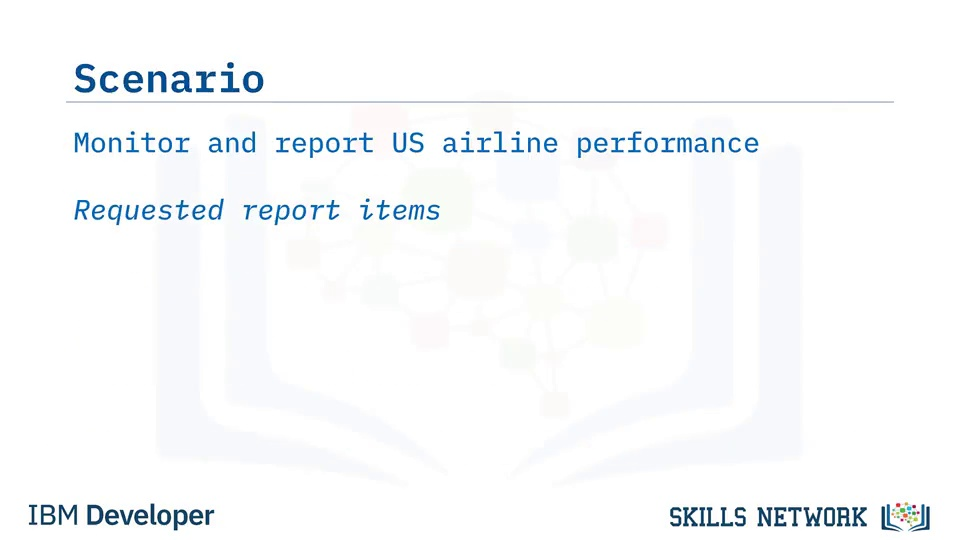 Scenario
Monitor and report US airline performance
Requested report items
IBM Developer
SKILLS NETWORK